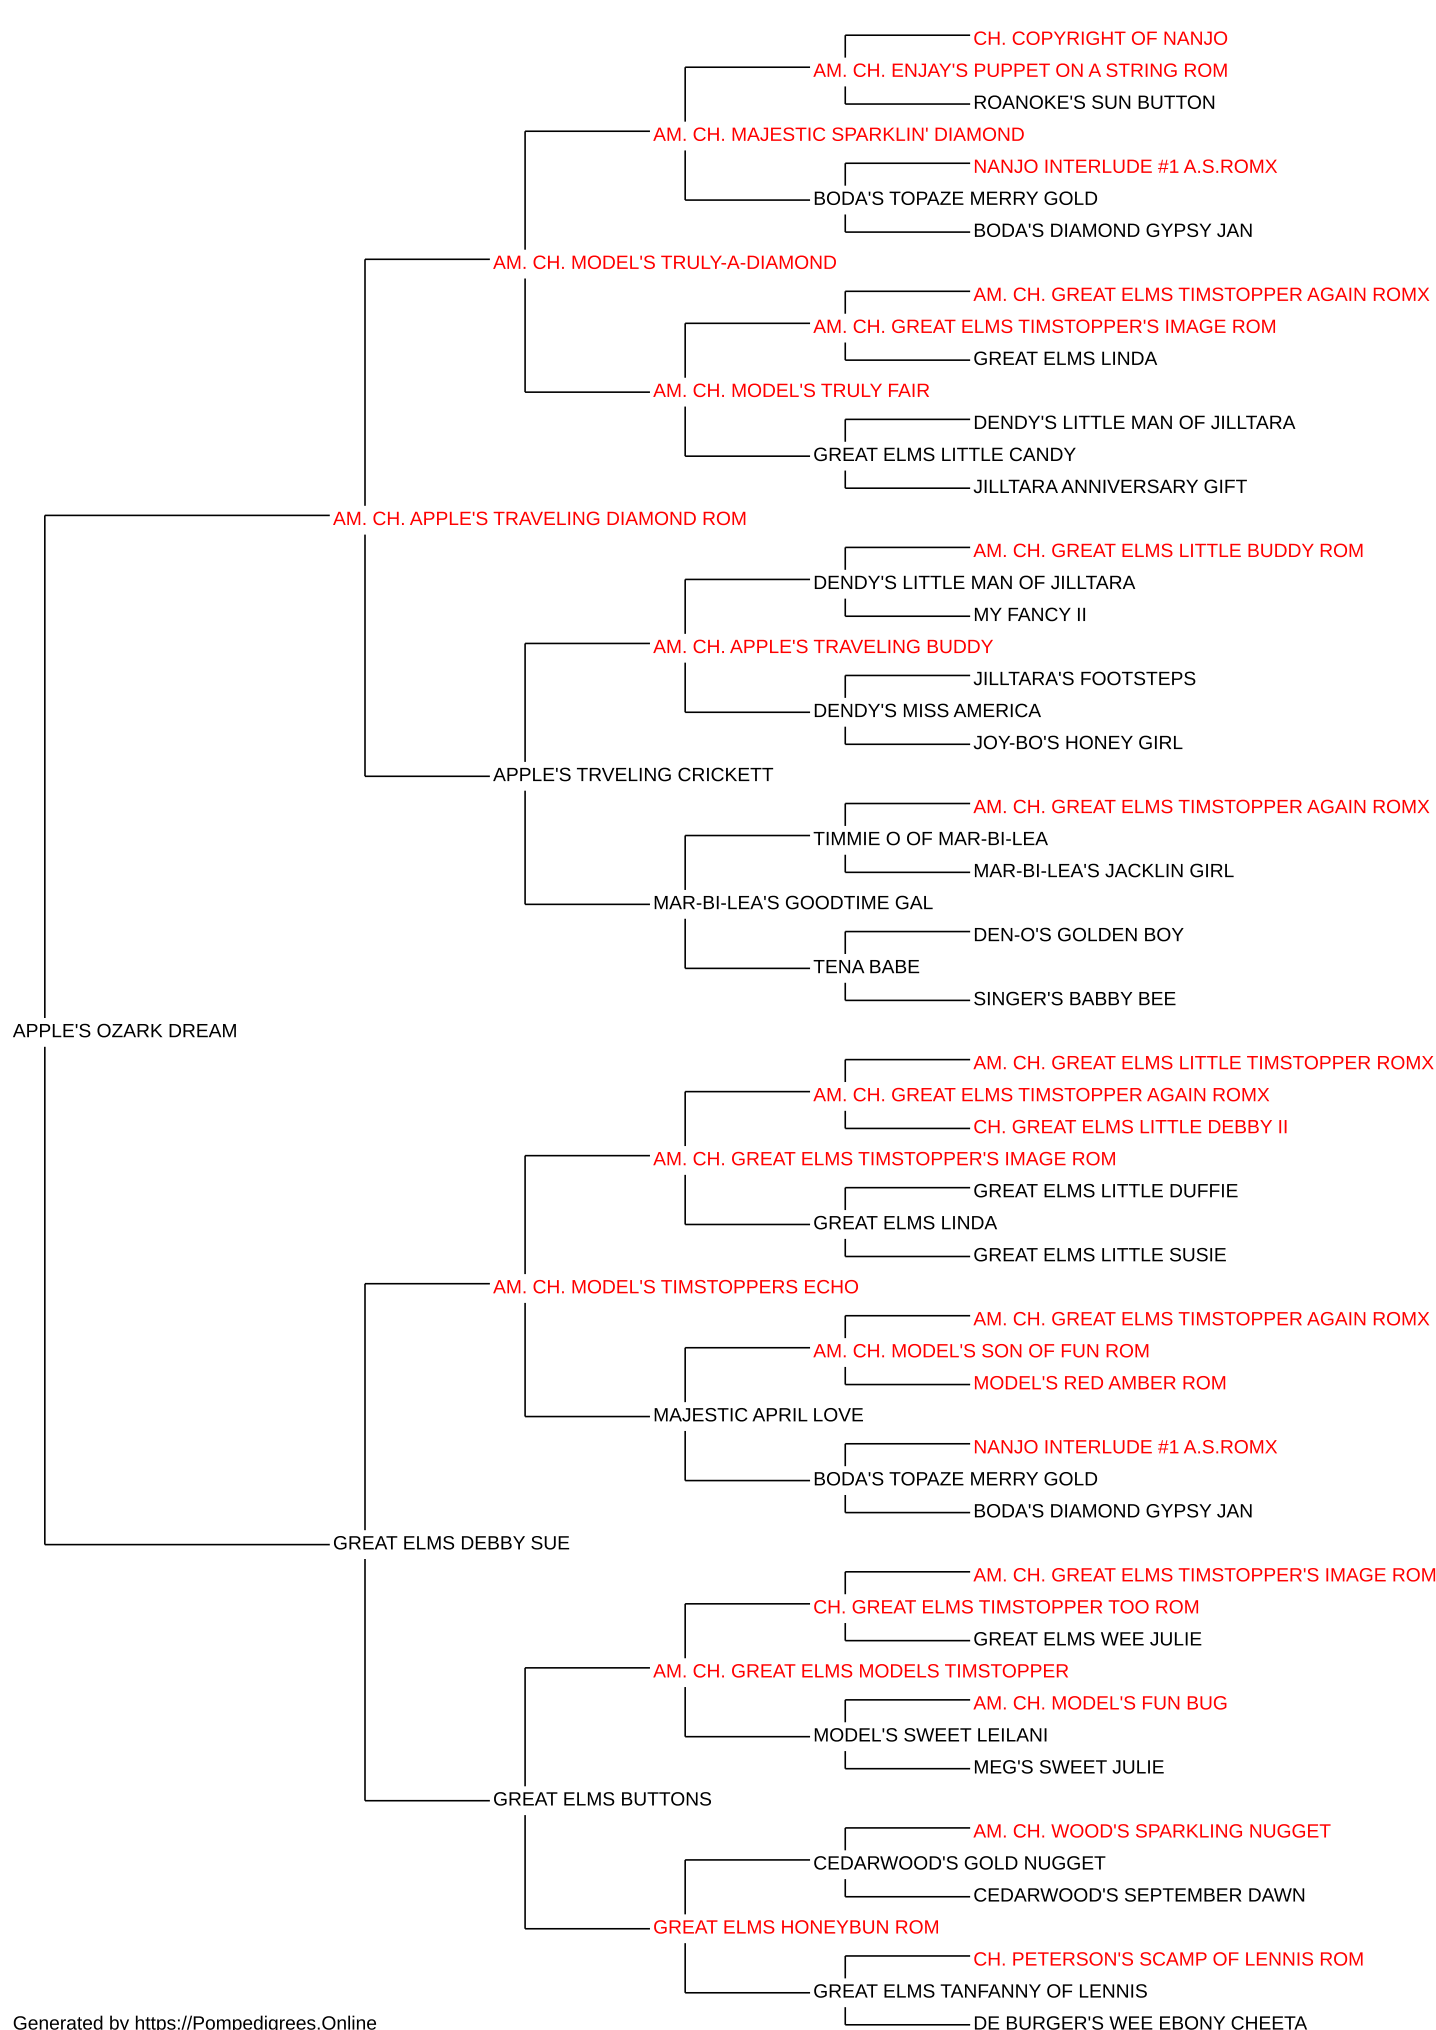 CH. COPYRIGHT OF NANJO
AM. CH. ENJAY'S PUPPET ON A STRING ROM
ROANOKE'S SUN BUTTON
AM. CH. MAJESTIC SPARKLIN' DIAMOND
NANJO INTERLUDE #1 A.S.ROMX
BODA'S TOPAZE MERRY GOLD
BODA'S DIAMOND GYPSY JAN
AM. CH. MODEL'S TRULY-A-DIAMOND
AM. CH. GREAT ELMS TIMSTOPPER AGAIN ROMX
AM. CH. GREAT ELMS TIMSTOPPER'S IMAGE ROM
GREAT ELMS LINDA
AM. CH. MODEL'S TRULY FAIR
DENDY'S LITTLE MAN OF JILLTARA
GREAT ELMS LITTLE CANDY
JILLTARA ANNIVERSARY GIFT
AM. CH. APPLE'S TRAVELING DIAMOND ROM
AM. CH. GREAT ELMS LITTLE BUDDY ROM
DENDY'S LITTLE MAN OF JILLTARA
MY FANCY II
AM. CH. APPLE'S TRAVELING BUDDY
JILLTARA'S FOOTSTEPS
DENDY'S MISS AMERICA
JOY-BO'S HONEY GIRL
APPLE'S TRVELING CRICKETT
AM. CH. GREAT ELMS TIMSTOPPER AGAIN ROMX
TIMMIE O OF MAR-BI-LEA
MAR-BI-LEA'S JACKLIN GIRL
MAR-BI-LEA'S GOODTIME GAL
DEN-O'S GOLDEN BOY
TENA BABE
SINGER'S BABBY BEE
APPLE'S OZARK DREAM
AM. CH. GREAT ELMS LITTLE TIMSTOPPER ROMX
AM. CH. GREAT ELMS TIMSTOPPER AGAIN ROMX
CH. GREAT ELMS LITTLE DEBBY II
AM. CH. GREAT ELMS TIMSTOPPER'S IMAGE ROM
GREAT ELMS LITTLE DUFFIE
GREAT ELMS LINDA
GREAT ELMS LITTLE SUSIE
AM. CH. MODEL'S TIMSTOPPERS ECHO
AM. CH. GREAT ELMS TIMSTOPPER AGAIN ROMX
AM. CH. MODEL'S SON OF FUN ROM
MODEL'S RED AMBER ROM
MAJESTIC APRIL LOVE
NANJO INTERLUDE #1 A.S.ROMX
BODA'S TOPAZE MERRY GOLD
BODA'S DIAMOND GYPSY JAN
GREAT ELMS DEBBY SUE
AM. CH. GREAT ELMS TIMSTOPPER'S IMAGE ROM
CH. GREAT ELMS TIMSTOPPER TOO ROM
GREAT ELMS WEE JULIE
AM. CH. GREAT ELMS MODELS TIMSTOPPER
AM. CH. MODEL'S FUN BUG
MODEL'S SWEET LEILANI
MEG'S SWEET JULIE
GREAT ELMS BUTTONS
AM. CH. WOOD'S SPARKLING NUGGET
CEDARWOOD'S GOLD NUGGET
CEDARWOOD'S SEPTEMBER DAWN
GREAT ELMS HONEYBUN ROM
CH. PETERSON'S SCAMP OF LENNIS ROM
GREAT ELMS TANFANNY OF LENNIS
DE BURGER'S WEE EBONY CHEETA
Generated by https://Pompedigrees.Online